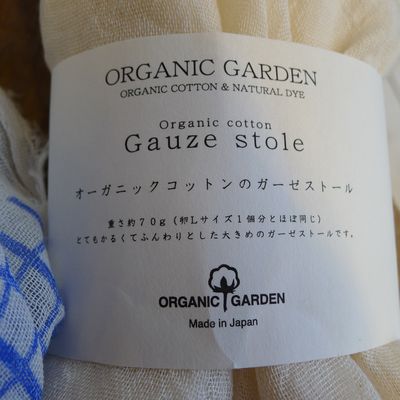 ORGANIC GARDEN
ORGANIC COTTON & NATURAL DYE
Organic cotton
Gauze stole
オーガニックコットンのガーゼストール
重さ約70g(卵Lサイズ1個分とほぼ同じ)
とてもかるくてふんわりとした大きめのガーゼストールです。
ORGANIC GARDEN
Made in Japan